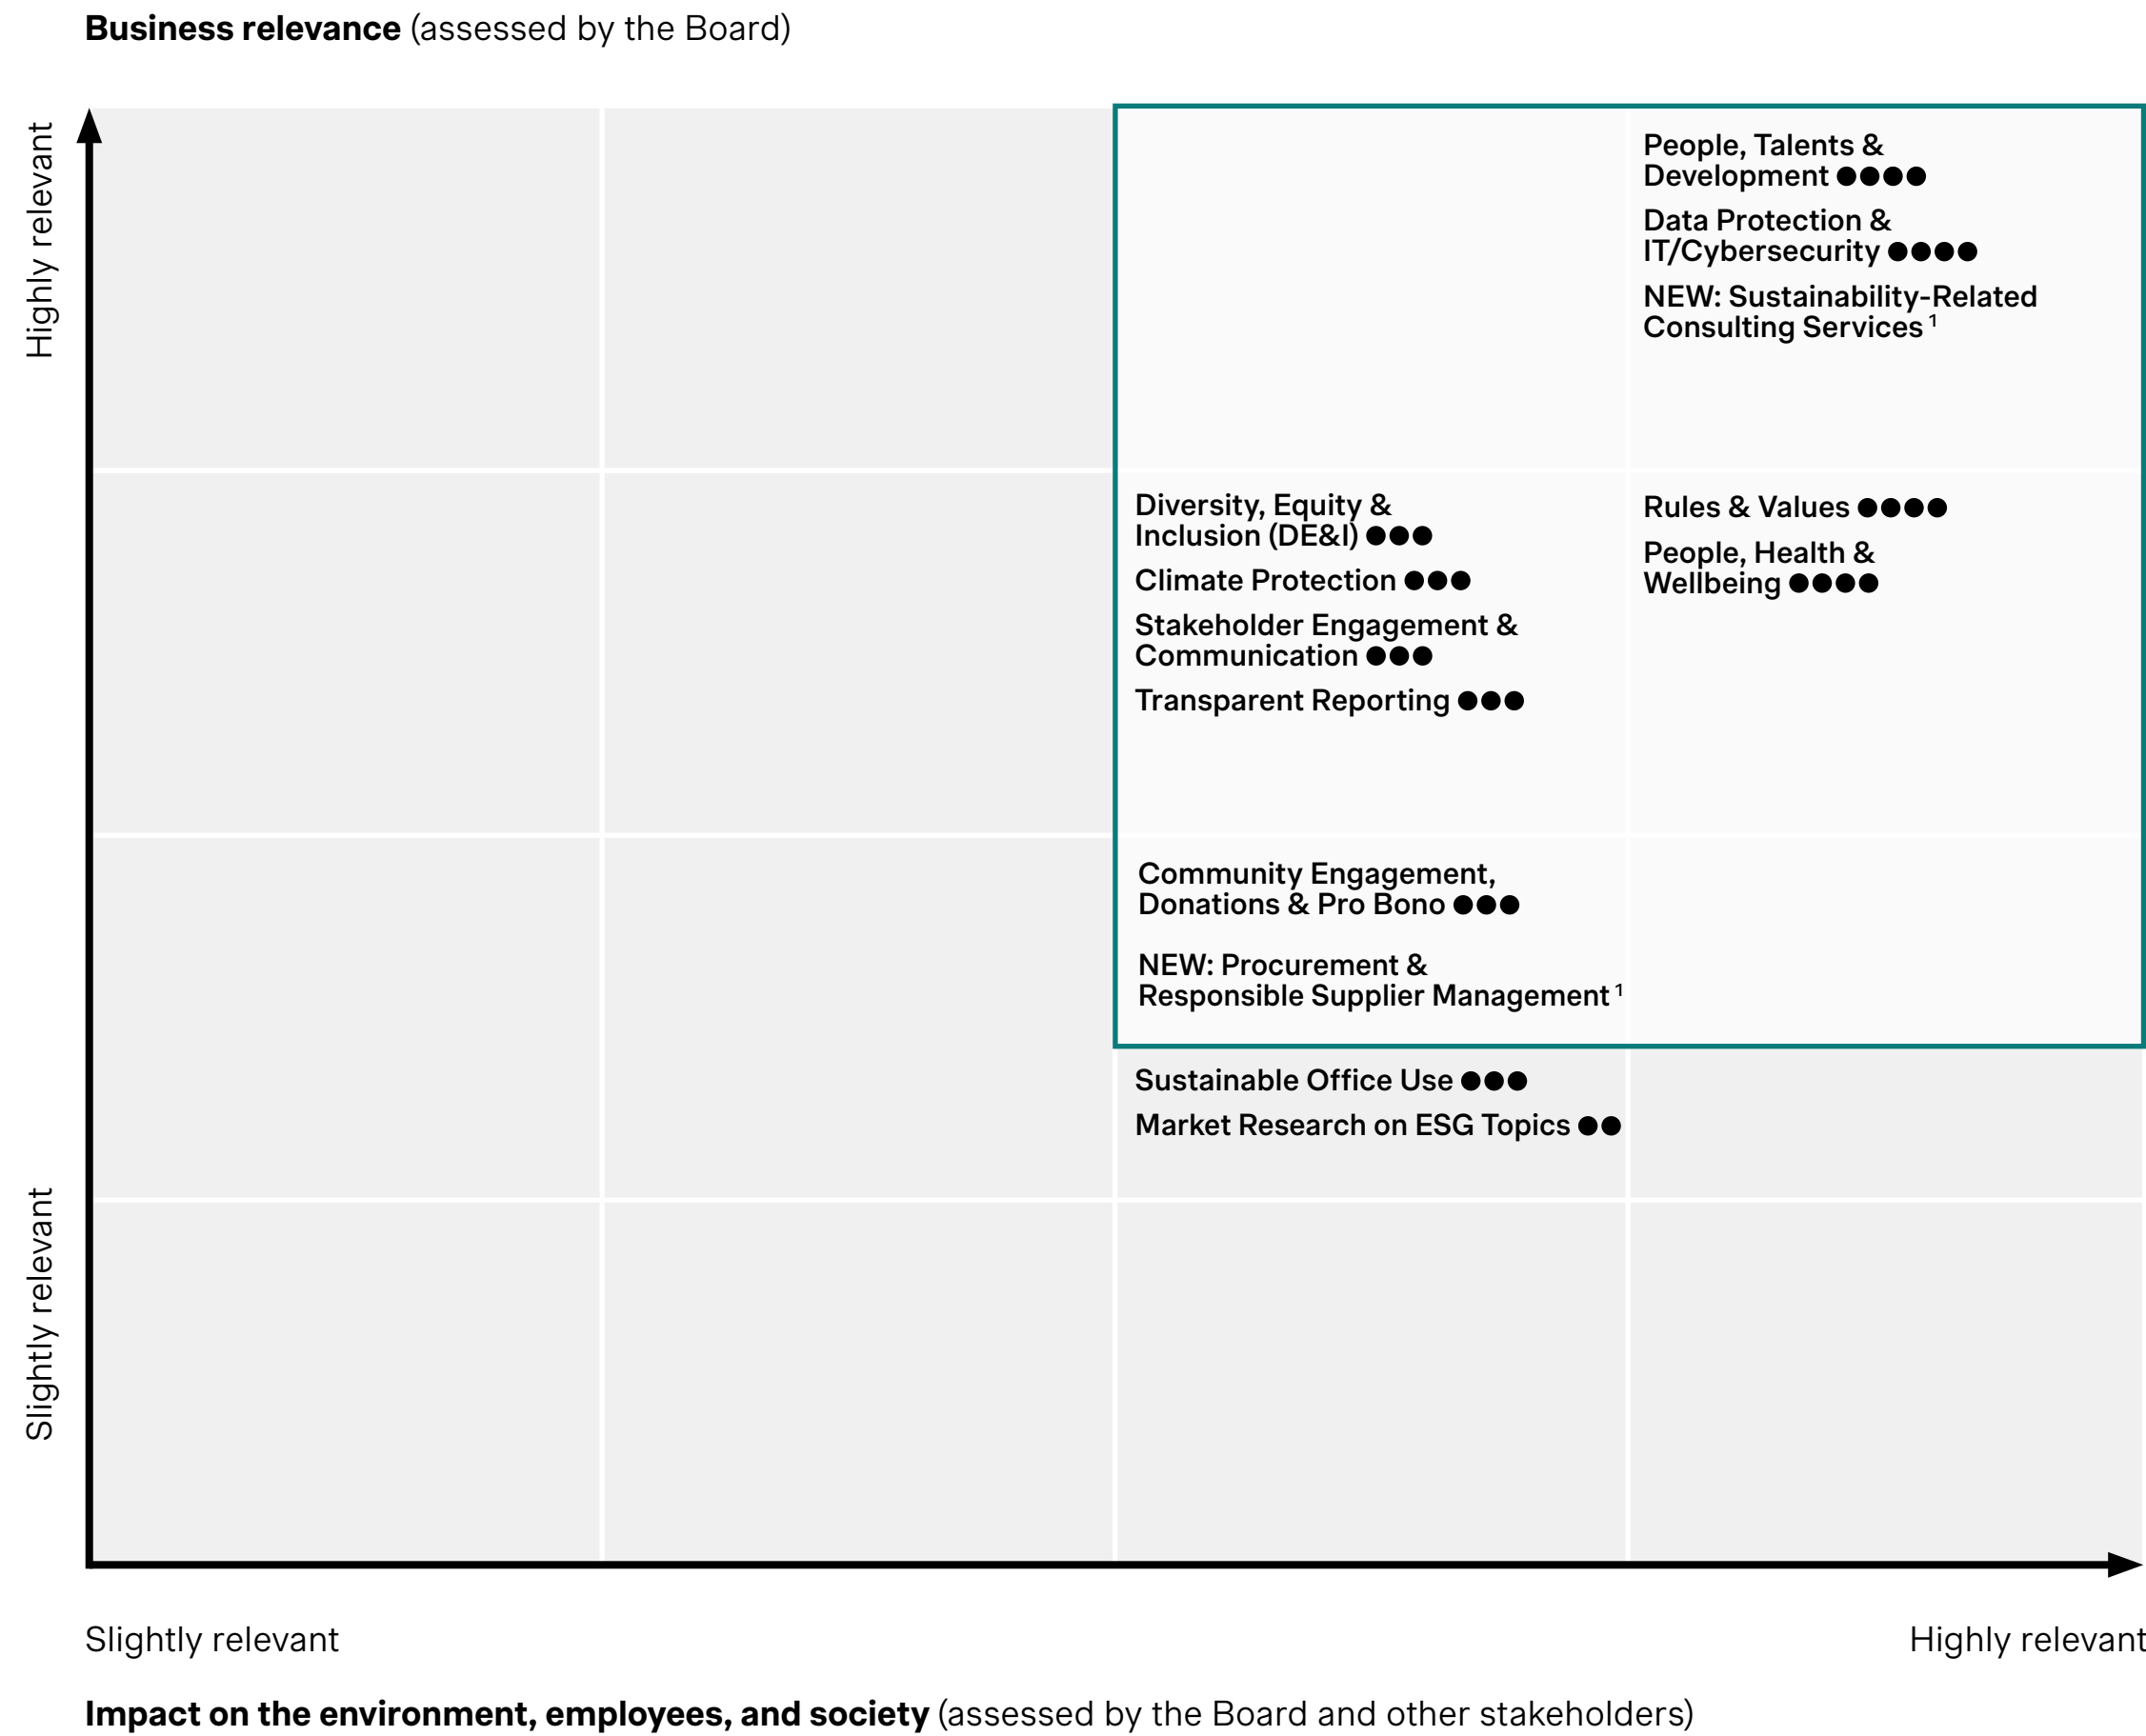 Business relevance (assessed by the Board)
Highly relevant
People, Talents &
Development ●●●●
Data Protection &
IT/Cybersecurity ●●●●
NEW: Sustainability-Related
Consulting Services ¹
Diversity, Equity &
Inclusion (DE&I) ●●●
Climate Protection ●●●
Stakeholder Engagement &
Communication ●●●
Transparent Reporting ●●●
Rules & Values ●●●●
People, Health &
Wellbeing ●●●●
Community Engagement,
Donations & Pro Bono ●●●
NEW: Procurement &
Responsible Supplier Management ¹
Sustainable Office Use ●●●
Market Research on ESG Topics ●●
Slightly relevant
Slightly relevant
Highly relevant
Impact on the environment, employees, and society (assessed by the Board and other stakeholders)